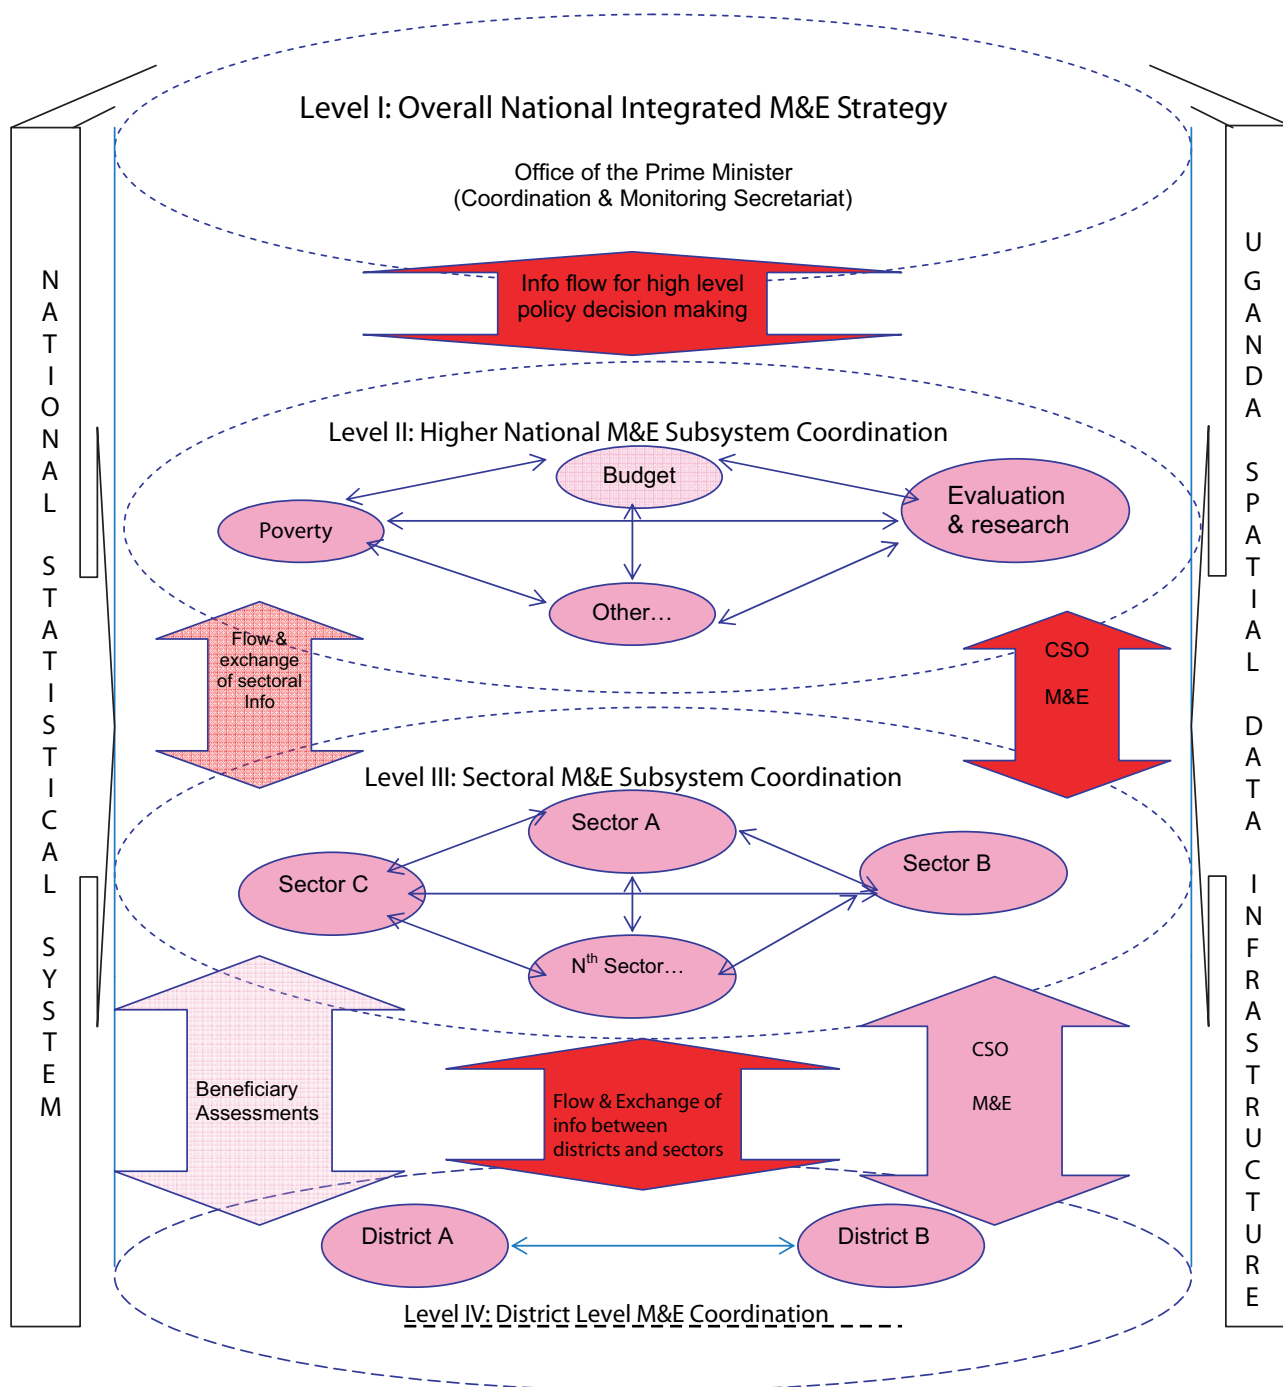 Level I: Overall National Integrated M&E Strategy
Office of the Prime Minister
(Coordination & Monitoring Secretariat)
Info flow for high level
policy decision making
NATIONAL STATISTICAL SYSTEM
UGANDA SPATIAL DATA INFRASTRUCTURE
Level II: Higher National M&E Subsystem Coordination
Budget
Poverty
Evaluation
& research
Other…
Flow &
exchange
of sectoral
Info
CSO
M&E
Level III: Sectoral M&E Subsystem Coordination
Sector A
Sector C
Sector B
Nth Sector…
Beneficiary
Assessments
Flow & Exchange of
info between
districts and sectors
CSO
M&E
District A
District B
Level IV: District Level M&E Coordination